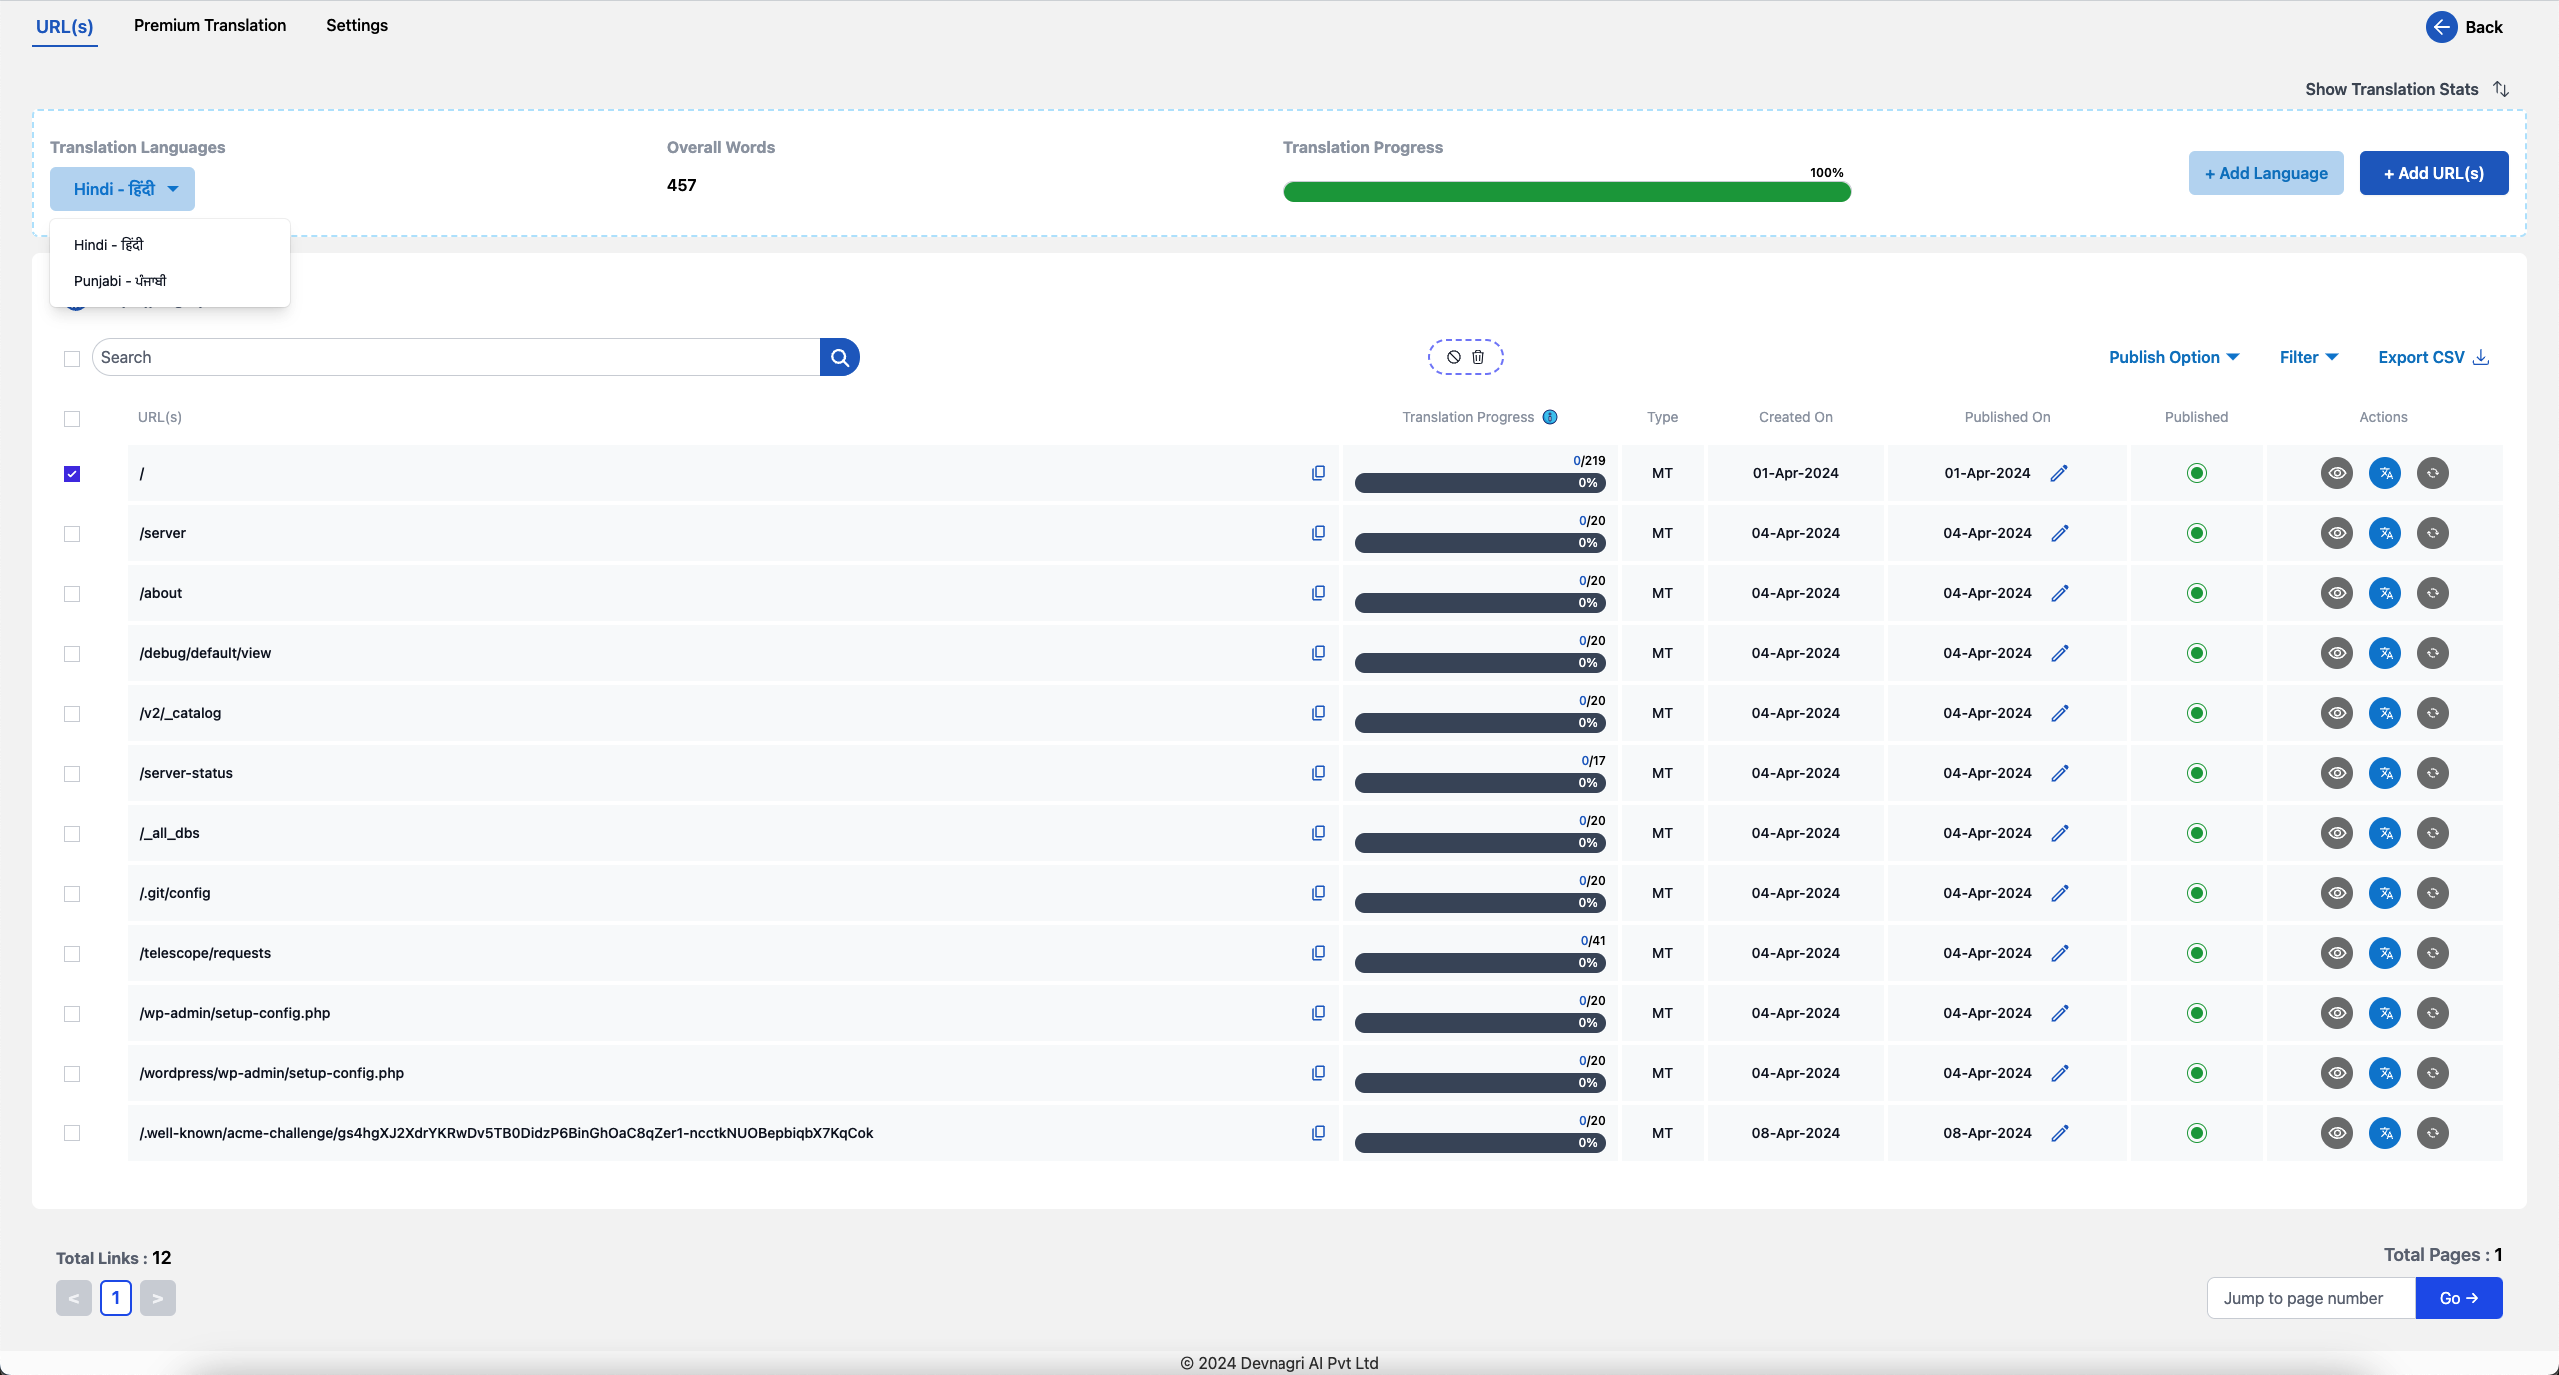 URL(s) Premium Translation Settings Back
Show Translation Stats
Translation Languages Overall Words Translation Progress
Hindi - हिंदी 457 100% + Add Language + Add URL(s)
Hindi - हिंदी
Punjabi - ਪੰਜਾਬੀ
Search Publish Option Filter Export CSV
URL(s) Translation Progress Type Created On Published On Published Actions
/ 0/219 0% MT 01-Apr-2024 01-Apr-2024
/server 0/20 0% MT 04-Apr-2024 04-Apr-2024
/about 0/20 0% MT 04-Apr-2024 04-Apr-2024
/debug/default/view 0/20 0% MT 04-Apr-2024 04-Apr-2024
/v2/_catalog 0/20 0% MT 04-Apr-2024 04-Apr-2024
/server-status 0/17 0% MT 04-Apr-2024 04-Apr-2024
/_all_dbs 0/20 0% MT 04-Apr-2024 04-Apr-2024
/.git/config 0/20 0% MT 04-Apr-2024 04-Apr-2024
/telescope/requests 0/41 0% MT 04-Apr-2024 04-Apr-2024
/wp-admin/setup-config.php 0/20 0% MT 04-Apr-2024 04-Apr-2024
/wordpress/wp-admin/setup-config.php 0/20 0% MT 04-Apr-2024 04-Apr-2024
/.well-known/acme-challenge/gs4hgXJ2XdrYKRwDv5TB0DidzP6BinGhOaC8qZer1-ncctkNUOBepbiqbX7KqCok 0/20 0% MT 08-Apr-2024 08-Apr-2024
Total Links : 12 Total Pages : 1
< 1 > Jump to page number Go →
© 2024 Devnagri AI Pvt Ltd